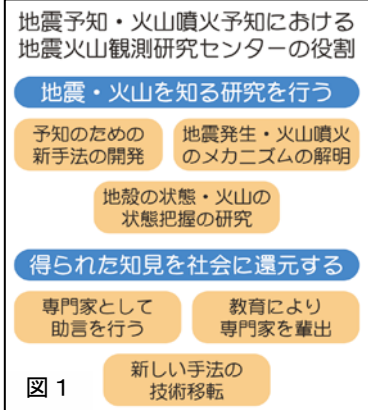 地震予知・火山噴火予知における
地震火山観測研究センターの役割
地震・火山を知る研究を行う
予知のための
新手法の開発
地震発生・火山噴火
のメカニズムの解明
地殻の状態・火山の
状態把握の研究
得られた知見を社会に還元する
専門家として
助言を行う
教育により
専門家を輩出
新しい手法の
技術移転
図1